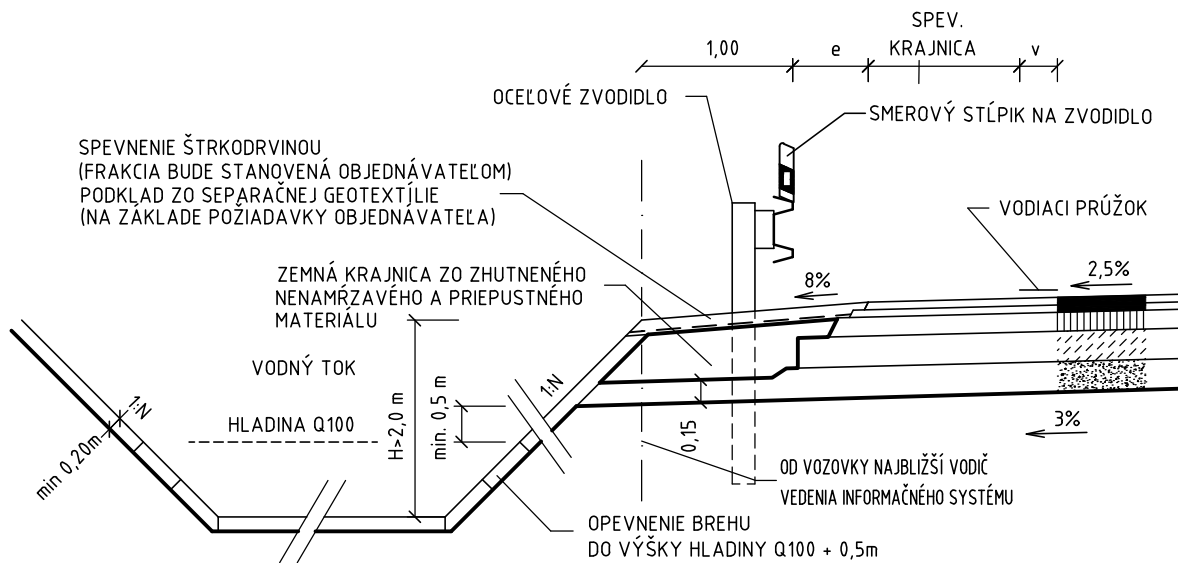 SPEV.
KRAJNICA
1,00
e
v
OCEĽOVÉ ZVODIDLO
SMEROVÝ STĹPIK NA ZVODIDLO
SPEVNENIE ŠTRKODRVINOU
(FRAKCIA BUDE STANOVENÁ OBJEDNÁVATEĽOM)
PODKLAD ZO SEPARAČNEJ GEOTEXTÍLIE
(NA ZÁKLADE POŽIADAVKY OBJEDNÁVATEĽA)
VODIACI PRÚŽOK
ZEMNÁ KRAJNICA ZO ZHUTNENÉHO
NENAMŔZAVÉHO A PRIEPUSTNÉHO
MATERIÁLU
8%
2,5%
VODNÝ TOK
1:N
1:N
HLADINA Q100
H>2,0 m
min. 0,5 m
0,15
3%
min 0,20m
OD VOZOVKY NAJBLIŽŠÍ VODIČ
VEDENIA INFORMAČNÉHO SYSTÉMU
OPEVNENIE BREHU
DO VÝŠKY HLADINY Q100 + 0,5m